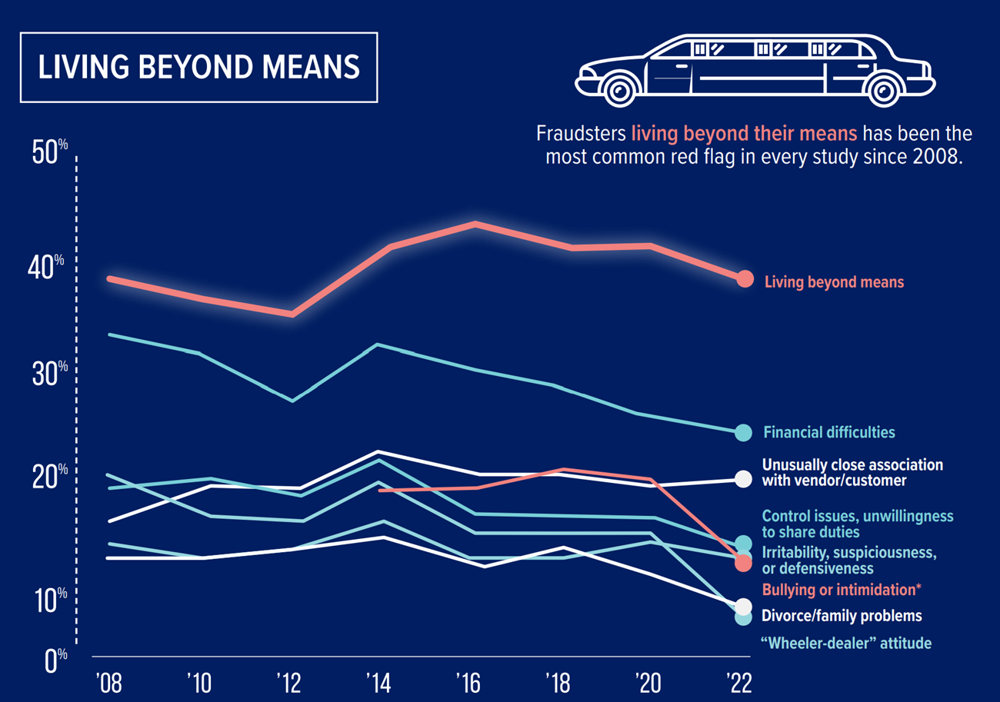 LIVING BEYOND MEANS
Fraudsters living beyond their means has been the
most common red flag in every study since 2008.
50%
40%
30%
20%
10%
0%
Living beyond means
Financial difficulties
Unusually close association
with vendor/customer
Control issues, unwillingness
to share duties
Irritability, suspiciousness,
or defensiveness
Bullying or intimidation*
Divorce/family problems
“Wheeler-dealer” attitude
’08 ’10 ’12 ’14 ’16 ’18 ’20 ’22